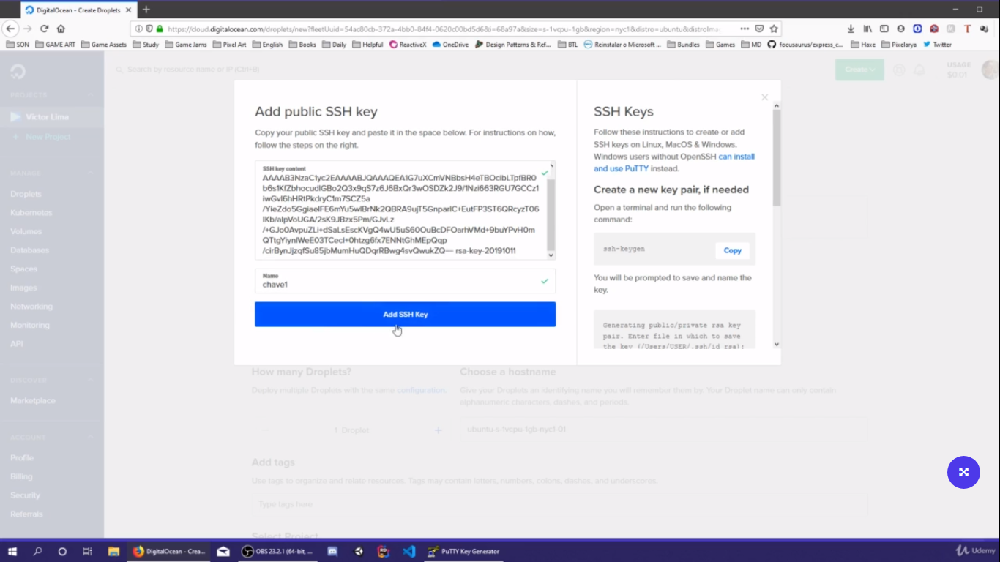 DigitalOcean - Create Droplets
https://cloud.digitalocean.com/droplets/new?fleetUuid=54ac80cb-372a-4bb0-84f4-0620c00bd5d6&i=68a97a&size=s-1vcpu-1gb&region=nyc1&distro=ubuntu&distroIma
SON GAME ART Game Assets Study Game Jams Pixel Art English Books Daily Helpful ReactiveX OneDrive Design Patterns & Ref... BTL Reinstalar o Microsoft ... Bundles Games MD focusaurus/express_c... Haxe Pixelarya Twitter
Search by resource name or IP (Ctrl+B)
Create
USAGE
$0.01
PROJECTS
Victor Lima
+ New Project
MANAGE
Droplets
Kubernetes
Volumes
Databases
Spaces
Images
Networking
Monitoring
API
DISCOVER
Marketplace
ACCOUNT
Profile
Billing
Security
Referrals
Add public SSH key
Copy your public SSH key and paste it in the space below. For instructions on how,
follow the steps on the right.
SSH key content
AAAAB3NzaC1yc2EAAAABJQAAAQEA1G7uXCmVNBbsH4eTBOcibLTpfBR0
b6s1KfZbhocudlGBo2Q3x9qS7z6J6BxQr3wOSDZk2J9/1Nzi663RGU7GCCz1
iwGvl6hHRtPkdryC1m7SCZ5a
/YieZdo5GgiaelFE6mYu5wlBrNk2QBRA9ujT5GnparlC+EutFP3ST6QRcyzT06
lKb/alpVoUGA/2sK9JBzx5Pm/GJvLz
/+GJo0AvpuZLi+dSaLsEscKVgQ4wU5uS60OuBcDFOarhVMd+9buYPvH0m
QTtgYiynlWeE03TCecI+0htzg6fx7ENNtGhMEpQqp
/cirBynJjzqfSu85jbMumHuQDqrRBwg4svQwukZQ== rsa-key-20191011
Name
chave1
Add SSH Key
SSH Keys
Follow these instructions to create or add
SSH keys on Linux, MacOS & Windows.
Windows users without OpenSSH can install
and use PuTTY instead.
Create a new key pair, if needed
Open a terminal and run the following
command:
ssh-keygen
Copy
You will be prompted to save and name the
key.
Generating public/private rsa key
pair. Enter file in which to save
the key (/Users/USER/.ssh/id_rsa):
How many Droplets?
Deploy multiple Droplets with the same configuration.
1 Droplet
Choose a hostname
Give your Droplets an identifying name you will remember them by. Your Droplet name can only contain
alphanumeric characters, dashes, and periods.
ubuntu-s-1vcpu-1gb-nyc1-01
Add tags
Use tags to organize and relate resources. Tags may contain letters, numbers, colons, dashes, and underscores.
Type tags here
Select Project
DigitalOcean - Crea...
OBS 23.2.1 (64-bit, ...
PuTTY Key Generator
Udemy